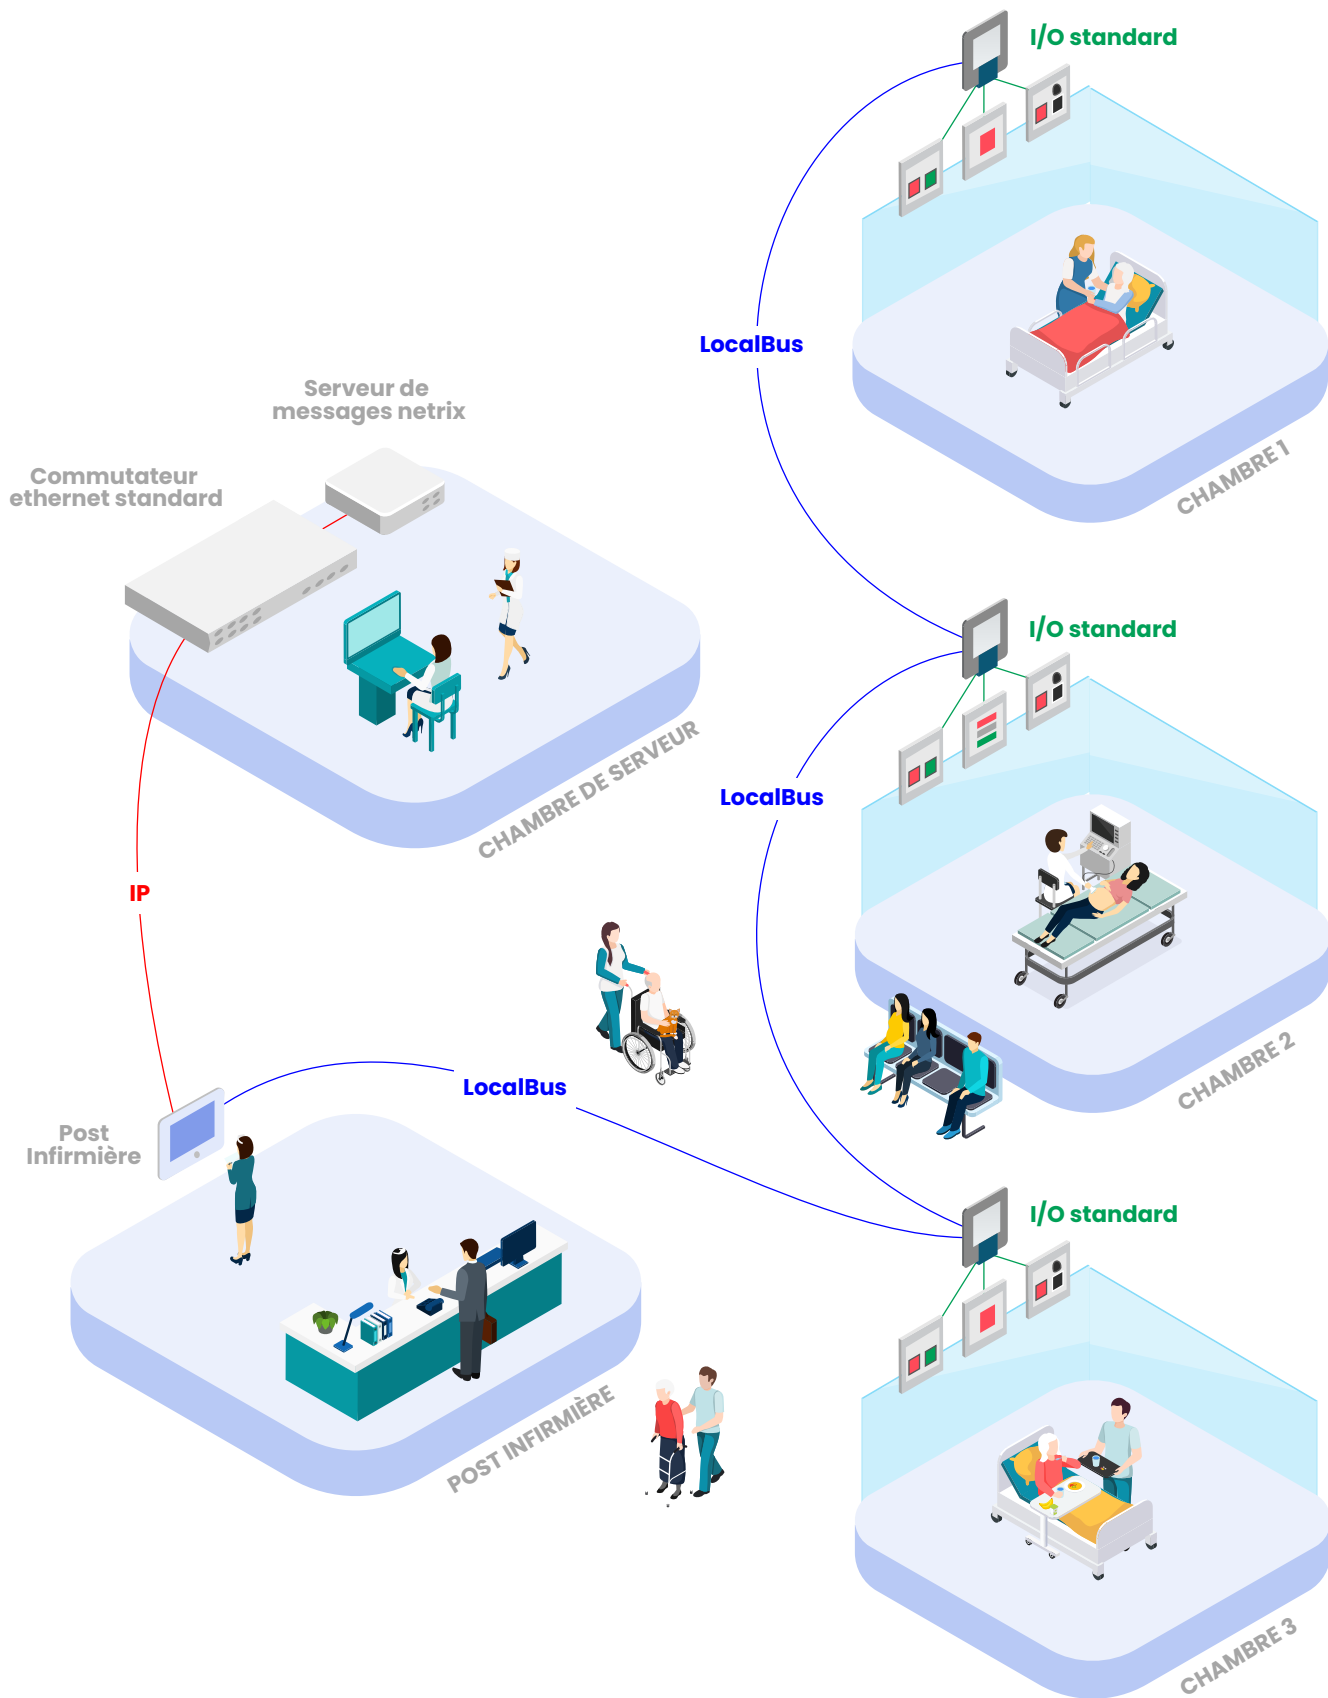 I/O standard
LocalBus
Serveur de
messages netrix
Commutateur
ethernet standard
CHAMBRE 1
I/O standard
CHAMBRE DE SERVEUR
LocalBus
IP
CHAMBRE 2
LocalBus
Post
Infirmière
I/O standard
POST INFIRMIÈRE
CHAMBRE 3